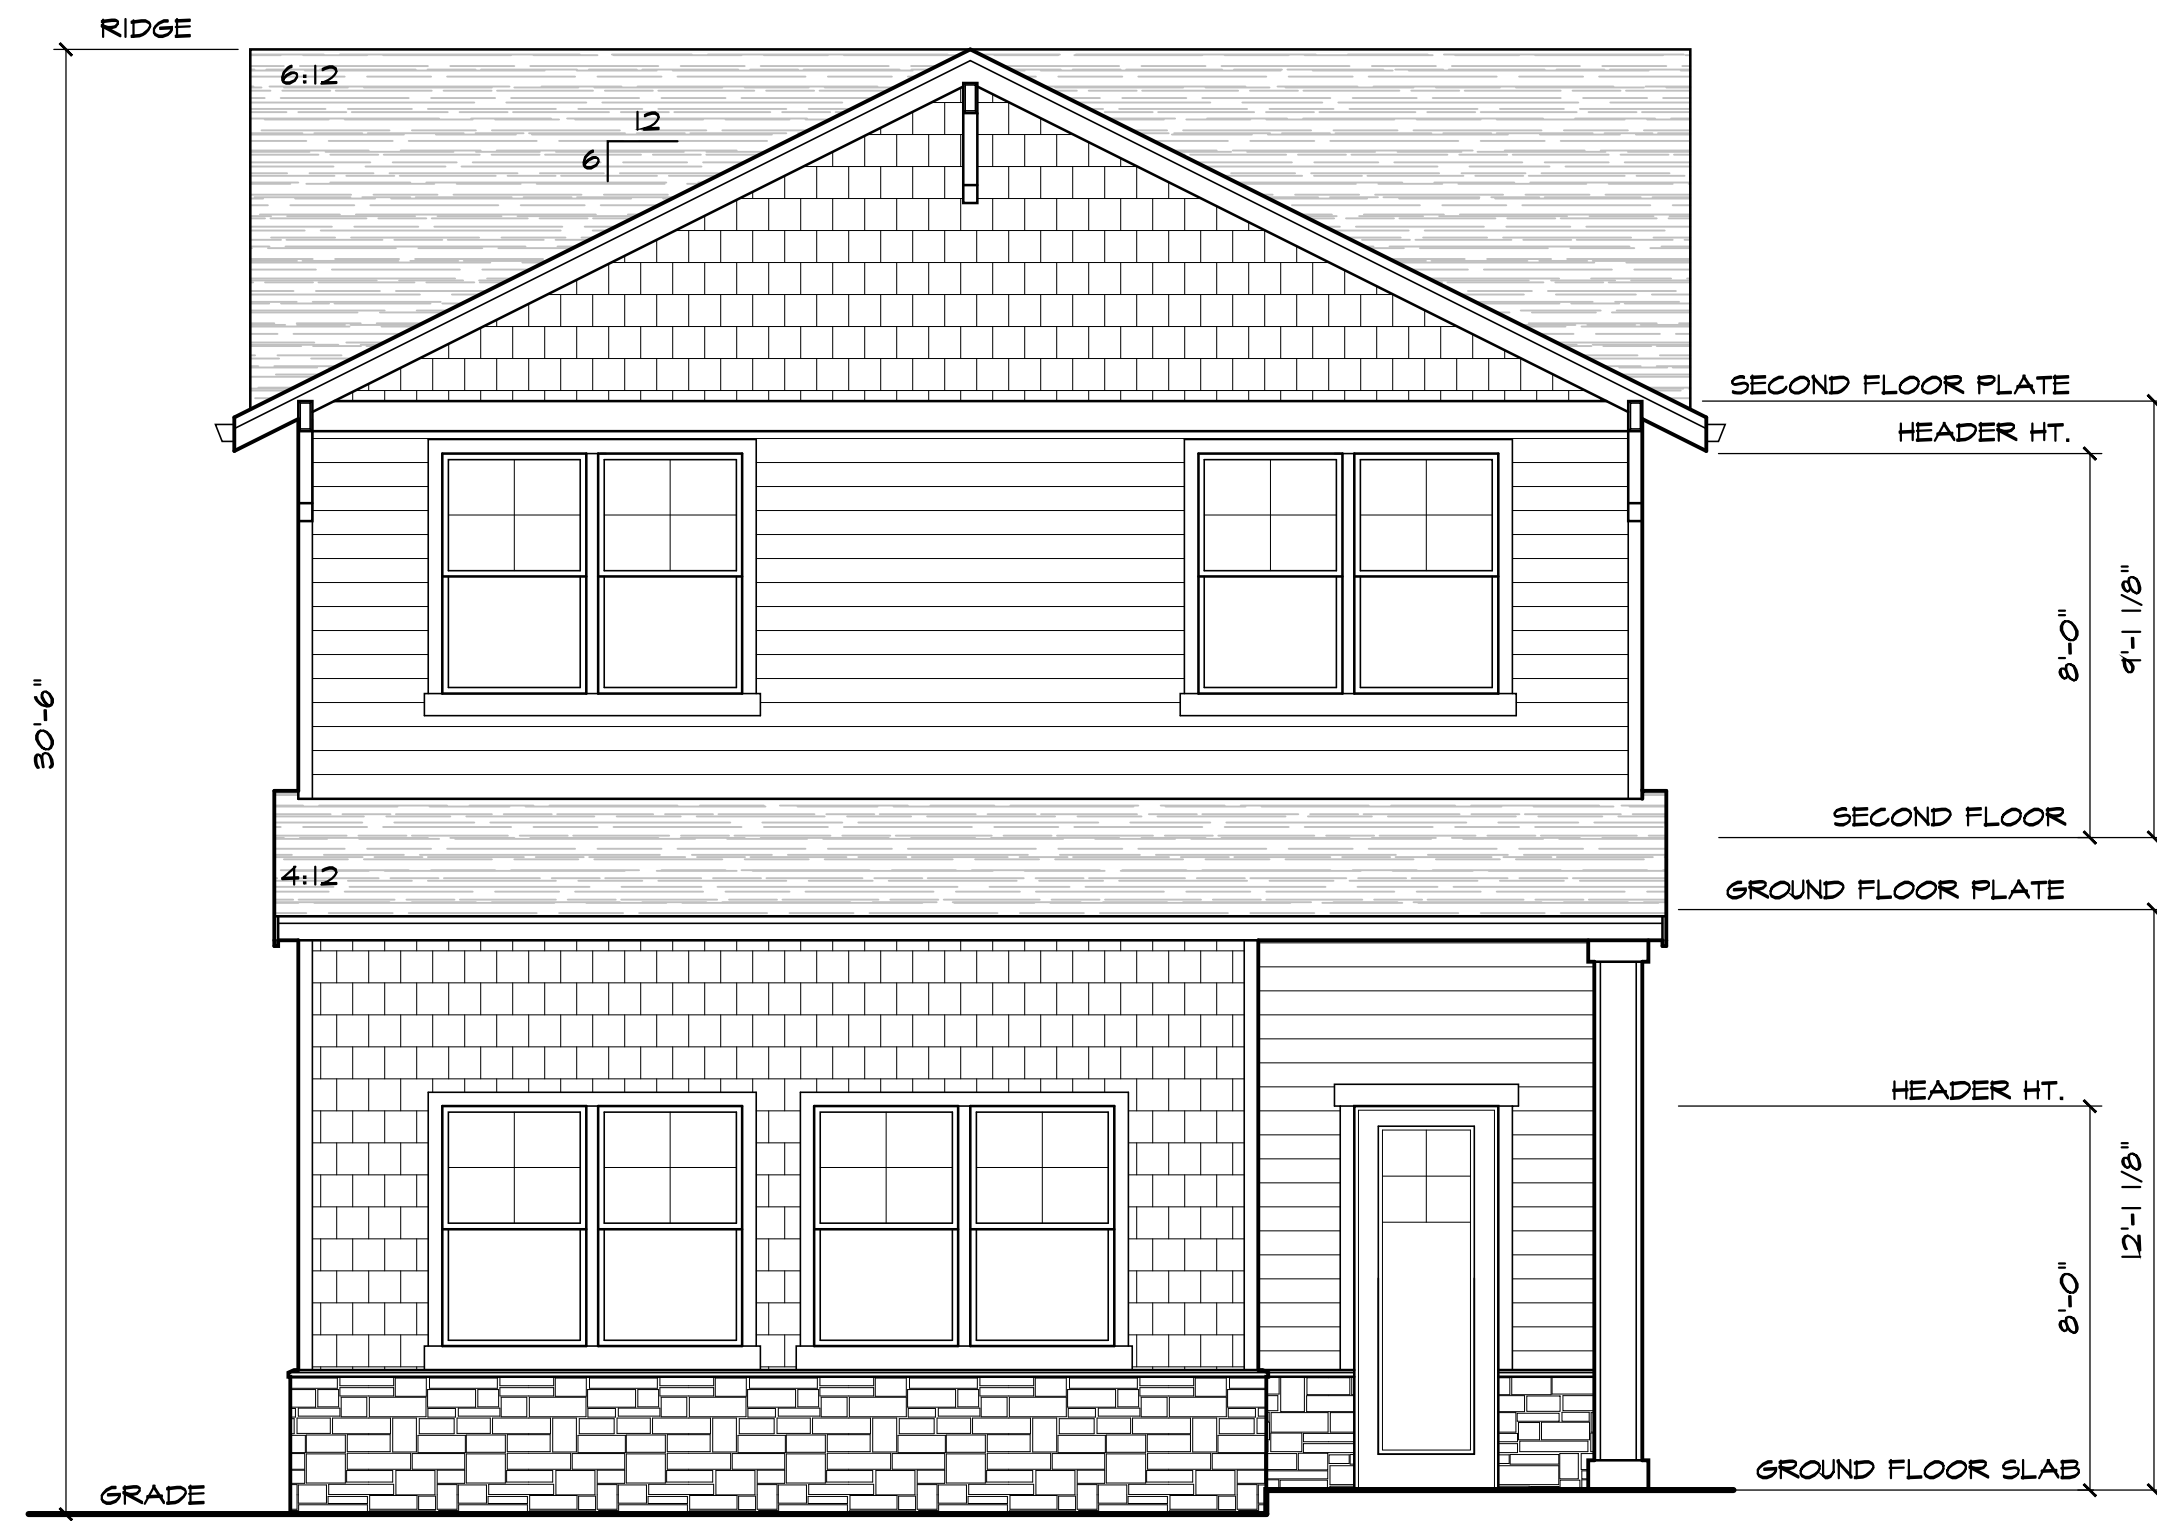 RIDGE
6:12
12
6
SECOND FLOOR PLATE
HEADER HT.
9'-1 1/8"
8'-0"
30'-6"
SECOND FLOOR
4:12
GROUND FLOOR PLATE
HEADER HT.
12'-1 1/8"
8'-0"
GROUND FLOOR SLAB
GRADE